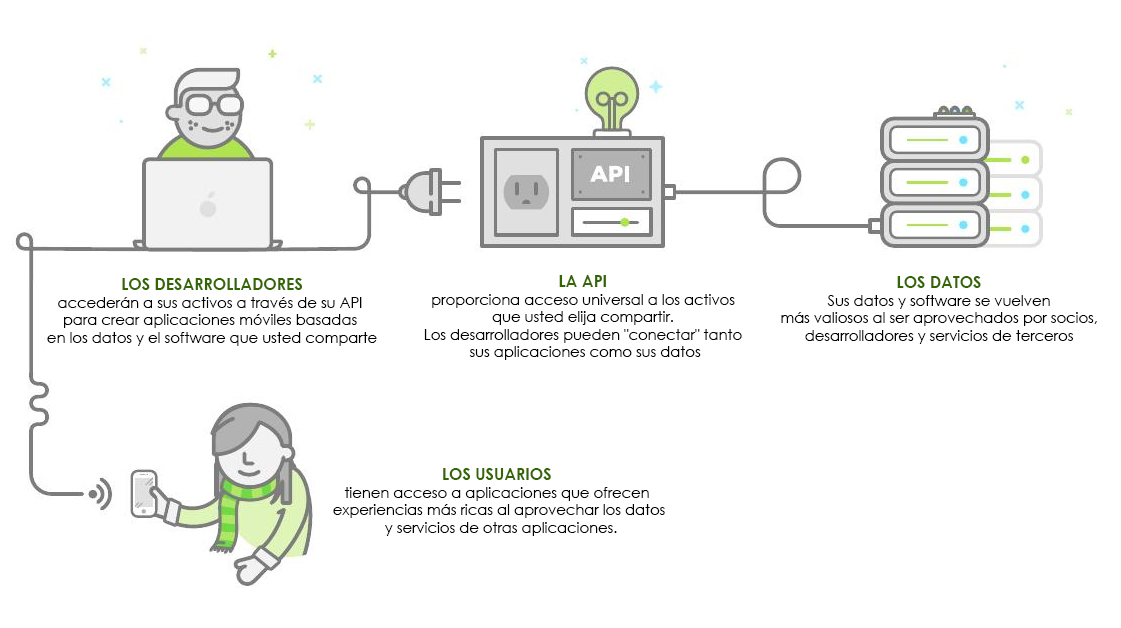 API
LOS DESARROLLADORES
accederán a sus activos a través de su API
para crear aplicaciones móviles basadas
en los datos y el software que usted comparte
LA API
proporciona acceso universal a los activos
que usted elija compartir.
Los desarrolladores pueden "conectar" tanto
sus aplicaciones como sus datos
LOS DATOS
Sus datos y software se vuelven
más valiosos al ser aprovechados por socios,
desarrolladores y servicios de terceros
LOS USUARIOS
tienen acceso a aplicaciones que ofrecen
experiencias más ricas al aprovechar los datos
y servicios de otras aplicaciones.